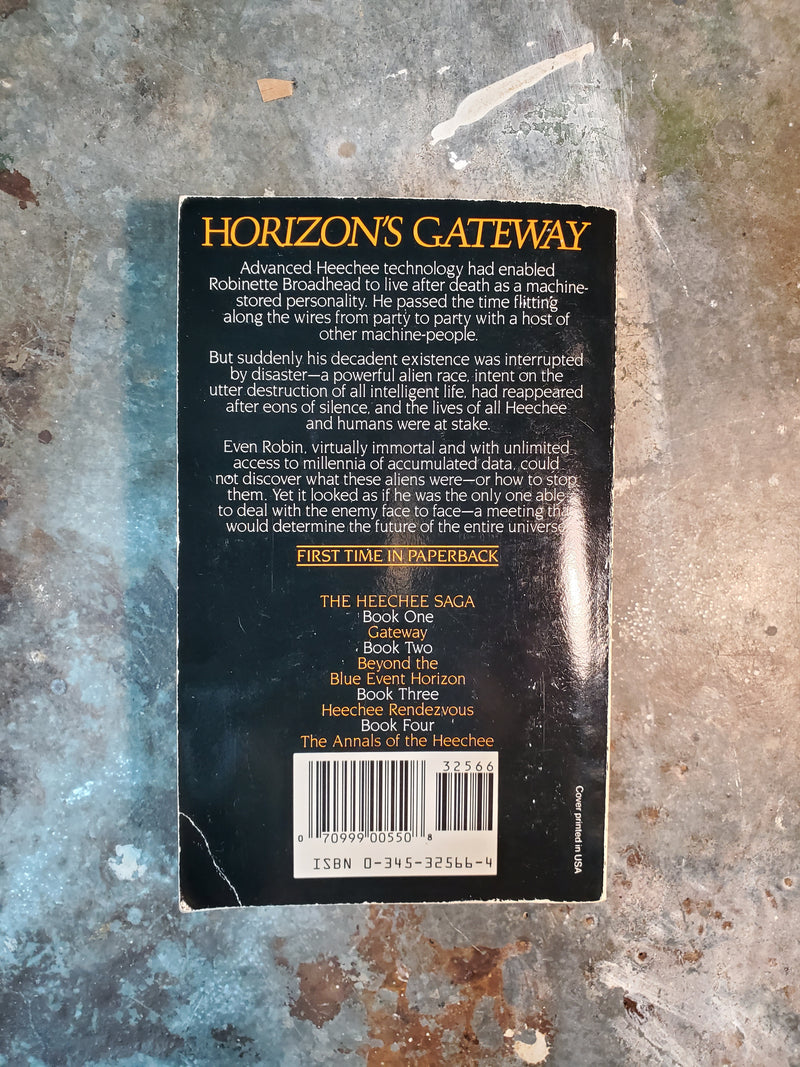 HORIZON'S GATEWAY
Advanced Heechee technology had enabled
Robinette Broadhead to live after death as a machine-
stored personality. He passed the time flitting
along the wires from party to party with a host of
other machine-people.
But suddenly his decadent existence was interrupted
by disaster—a powerful alien race, intent on the
utter destruction of all intelligent life, had reappeared
after eons of silence, and the lives of all Heechee
and humans were at stake.
Even Robin, virtually immortal and with unlimited
access to millennia of accumulated data, could
not discover what these aliens were—or how to stop
them. Yet it looked as if he was the only one able
to deal with the enemy face to face—a meeting that
would determine the future of the entire universe.
FIRST TIME IN PAPERBACK
THE HEECHEE SAGA
Book One
Gateway
Book Two
Beyond the
Blue Event Horizon
Book Three
Heechee Rendezvous
Book Four
The Annals of the Heechee
32566
0 70999 00550 8
ISBN 0-345-32566-4
Cover printed in USA